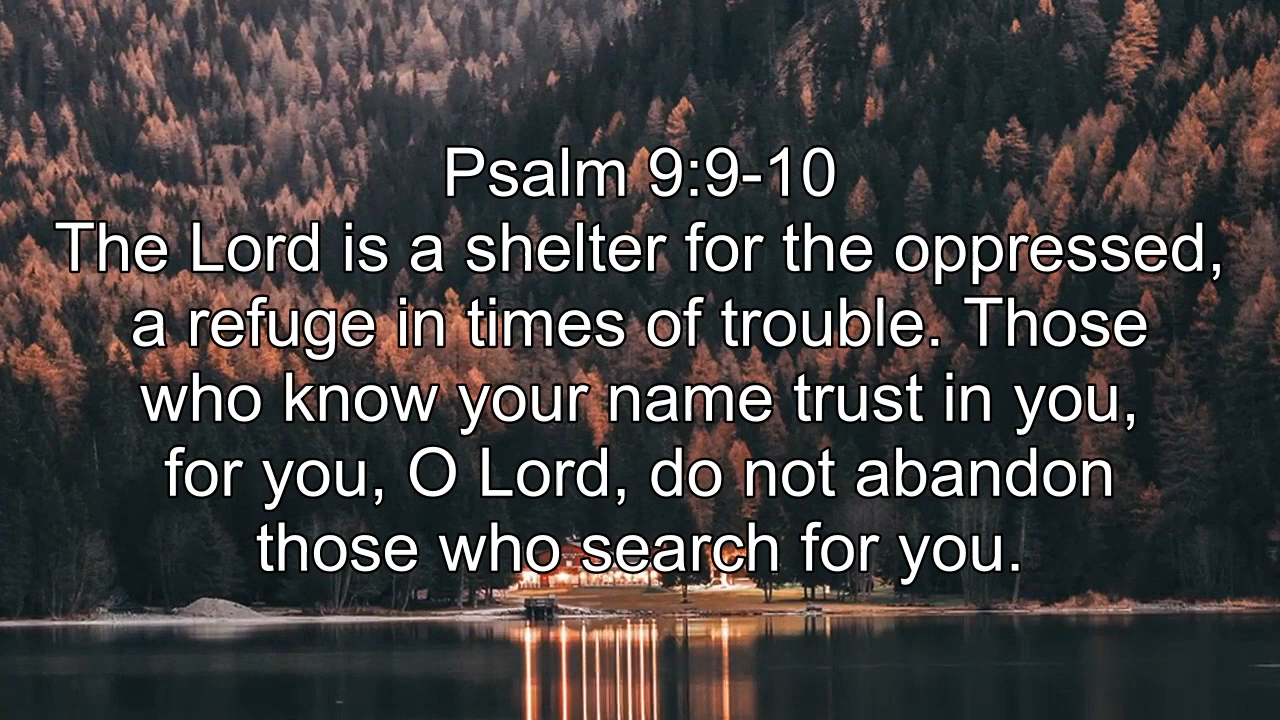 Psalm 9:9-10
The Lord is a shelter for the oppressed,
a refuge in times of trouble. Those
who know your name trust in you,
for you, O Lord, do not abandon
those who search for you.